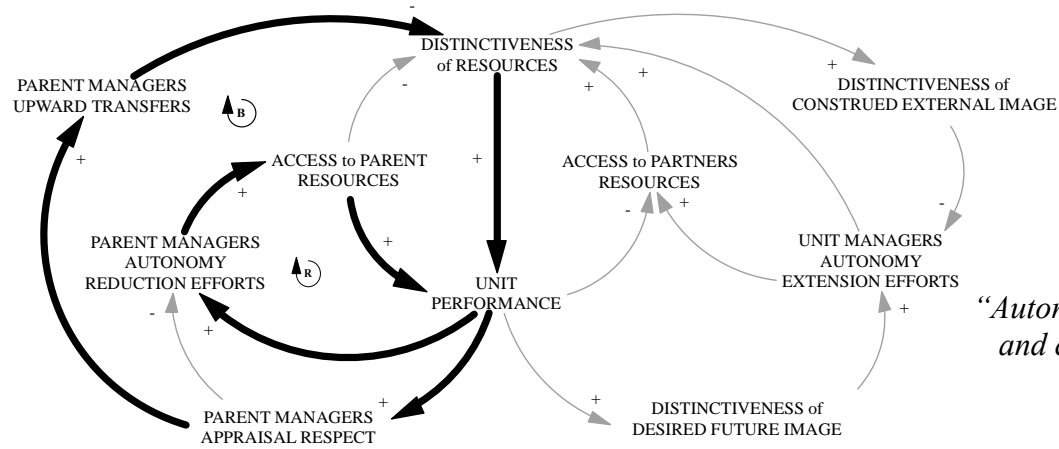 -
DISTINCTIVENESS
of RESOURCES
+
DISTINCTIVENESS of
CONSTRUED EXTERNAL IMAGE
PARENT MANAGERS
UPWARD TRANSFERS
B
-
+
+
+
+
ACCESS to PARENT
RESOURCES
+
ACCESS to PARTNERS
RESOURCES
+
-
+
-
PARENT MANAGERS
AUTONOMY
REDUCTION EFFORTS
+
R
UNIT
PERFORMANCE
UNIT MANAGERS
AUTONOMY
EXTENSION EFFORTS
-
+
+
"Autor
and c
+
+
PARENT MANAGERS
APPRAISAL RESPECT
DISTINCTIVENESS of
DESIRED FUTURE IMAGE